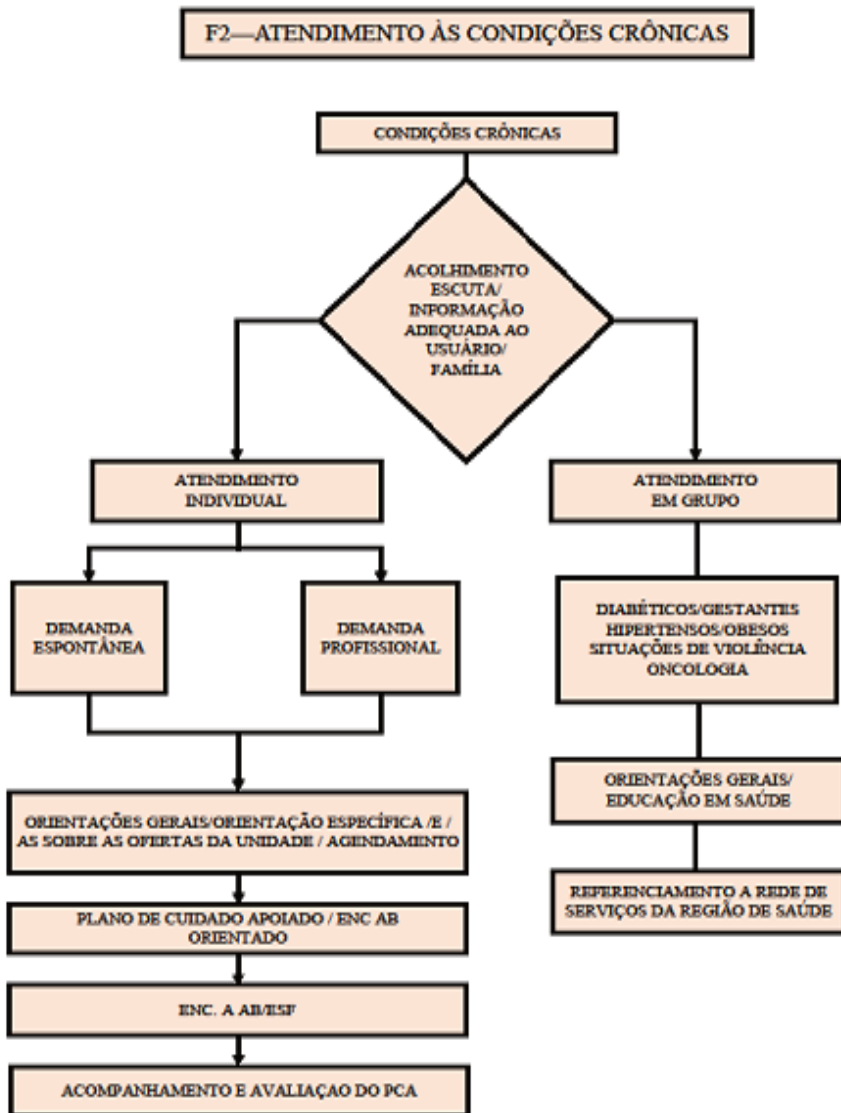 F2—ATENDIMENTO ÀS CONDIÇÕES CRÔNICAS
CONDIÇÕES CRÔNICAS
ACOLHIMENTO
ESCUTA/
INFORMAÇÃO
ADEQUADA AO
USUÁRIO/
FAMÍLIA
ATENDIMENTO
INDIVIDUAL
DEMANDA
ESPONTÂNEA
DEMANDA
PROFISSIONAL
ORIENTAÇÕES GERAIS/ORIENTAÇÃO ESPECÍFICA /E /
AS SOBRE AS OFERTAS DA UNIDADE / AGENDAMENTO
PLANO DE CUIDADO APOIADO / ENC AB
ORIENTADO
ENC. A AB/ESF
ACOMPANHAMENTO E AVALIAÇAO DO PCA
ATENDIMENTO
EM GRUPO
DIABÉTICOS/GESTANTES
HIPERTENSOS/OBESOS
SITUAÇÕES DE VIOLÊNCIA
ONCOLOGIA
ORIENTAÇÕES GERAIS/
EDUCAÇÃO EM SAÚDE
REFERENCIAMENTO A REDE DE
SERVIÇOS DA REGIÃO DE SAÚDE